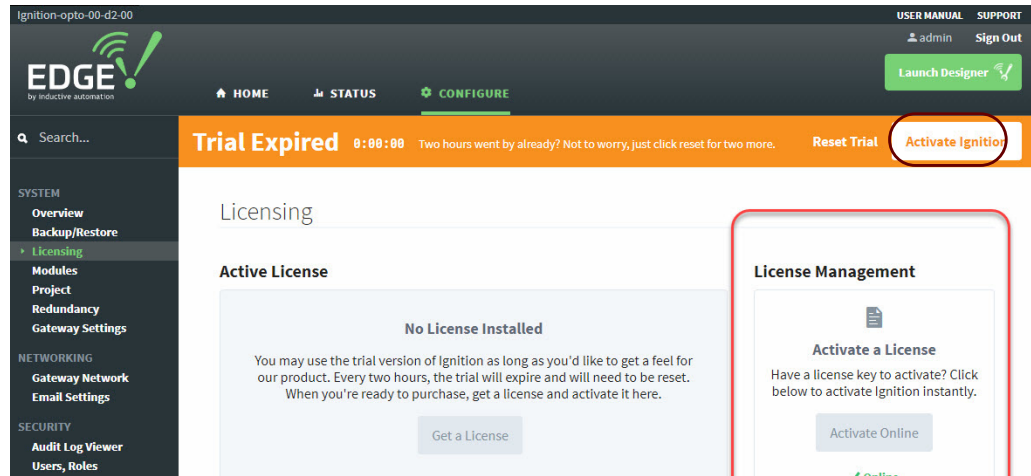 Ignition-opto-00-d2-00
USER MANUAL SUPPORT
admin Sign Out
EDGE
by inductive automation
Launch Designer
HOME STATUS CONFIGURE
Search...
Trial Expired 0:00:00 Two hours went by already? Not to worry, just click reset for two more. Reset Trial Activate Ignition
SYSTEM
Overview
Backup/Restore
Licensing
Modules
Project
Redundancy
Gateway Settings
NETWORKING
Gateway Network
Email Settings
SECURITY
Audit Log Viewer
Users, Roles
Licensing
Active License
No License Installed
You may use the trial version of Ignition as long as you'd like to get a feel for
our product. Every two hours, the trial will expire and will need to be reset.
When you're ready to purchase, get a license and activate it here.
Get a License
License Management
Activate a License
Have a license key to activate? Click
below to activate Ignition instantly.
Activate Online